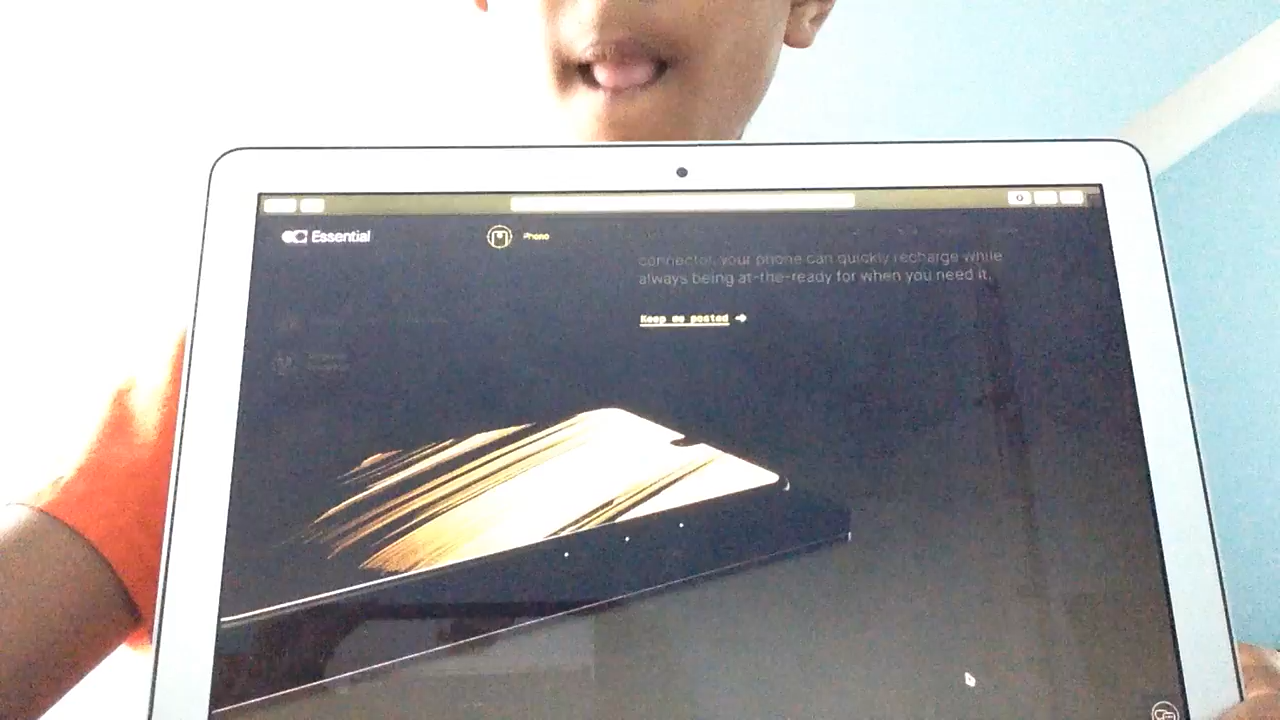 Essential
Phono
connector, your phone can quickly recharge while
always being at-the-ready for when you need it.
Keep me posted